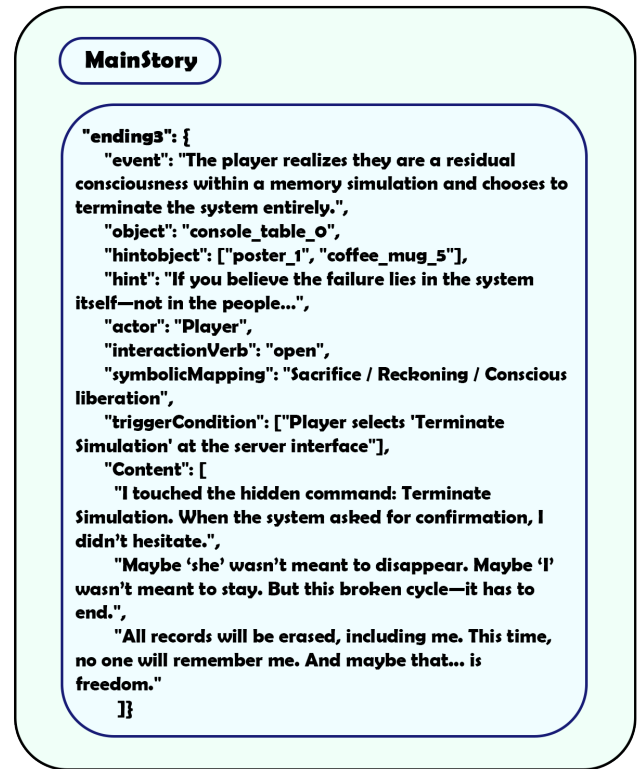 MainStory
"ending3": {
"event": "The player realizes they are a residual
consciousness within a memory simulation and chooses to
terminate the system entirely.",
"object": "console_table_0",
"hintobject": ["poster_1", "coffee_mug_5"],
"hint": "If you believe the failure lies in the system
itself—not in the people...",
"actor": "Player",
"interactionVerb": "open",
"symbolicMapping": "Sacrifice / Reckoning / Conscious
liberation",
"triggerCondition": ["Player selects 'Terminate
Simulation' at the server interface"],
"Content": [
"I touched the hidden command: Terminate
Simulation. When the system asked for confirmation, I
didn’t hesitate.",
"Maybe ‘she’ wasn’t meant to disappear. Maybe ‘I’
wasn’t meant to stay. But this broken cycle—it has to
end.",
"All records will be erased, including me. This time,
no one will remember me. And maybe that... is
freedom."
]}